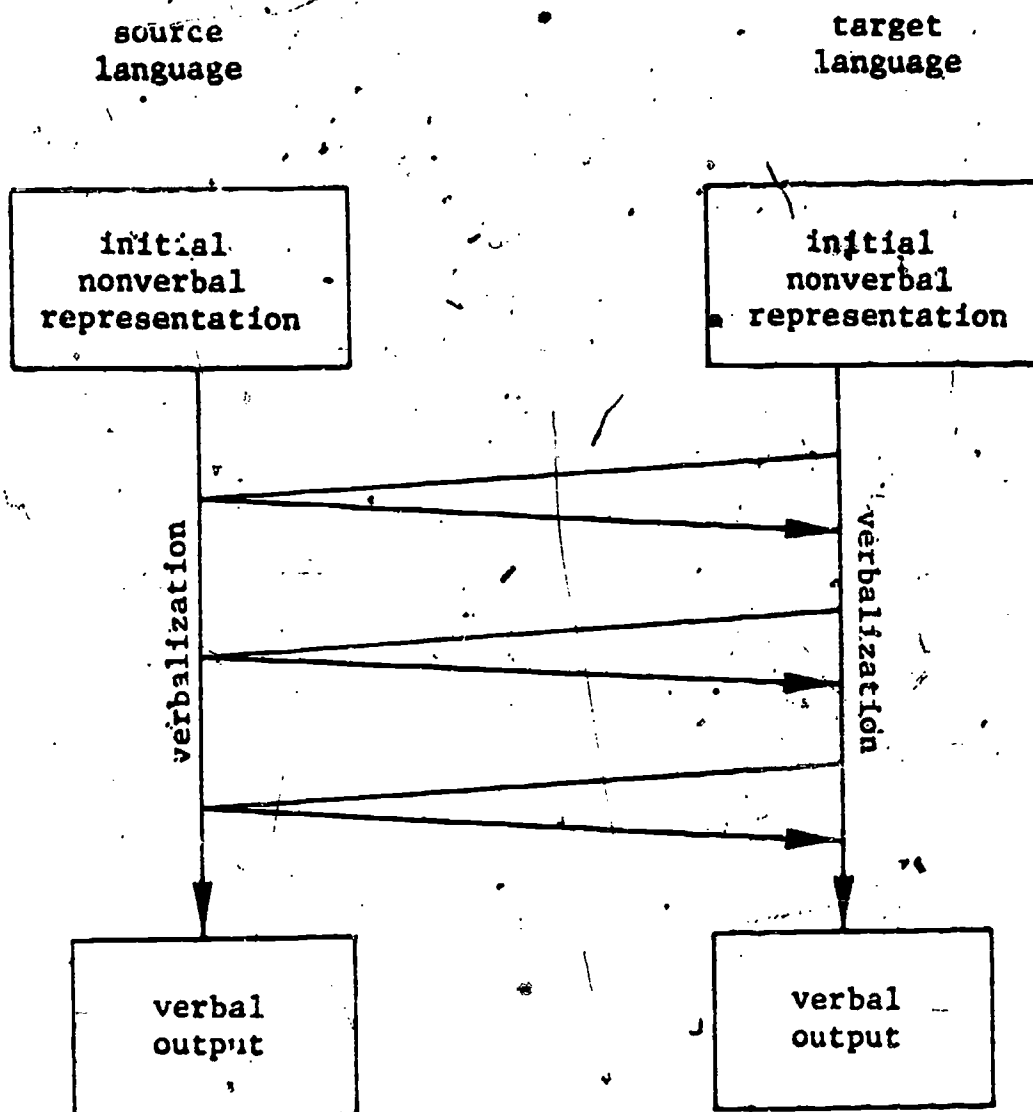 source
language
target
language
initial
nonverbal
representation
initial
nonverbal
representation
verbalization
verbalization
verbal
output
verbal
output